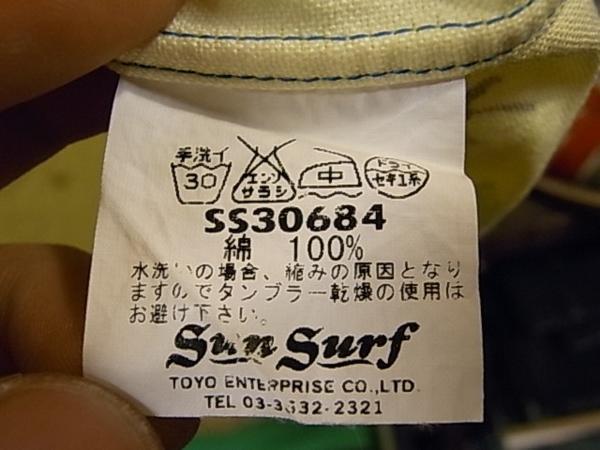 手洗イ
30
エンソ
サラシ
中
ドライ
セキユ系
SS30684
綿 100%
水洗いの場合、縮みの原因となり
ますのでタンブラー乾燥の使用は
お避け下さい。
Sun Surf
TOYO ENTERPRISE CO.,LTD.
TEL 03-3632-2321